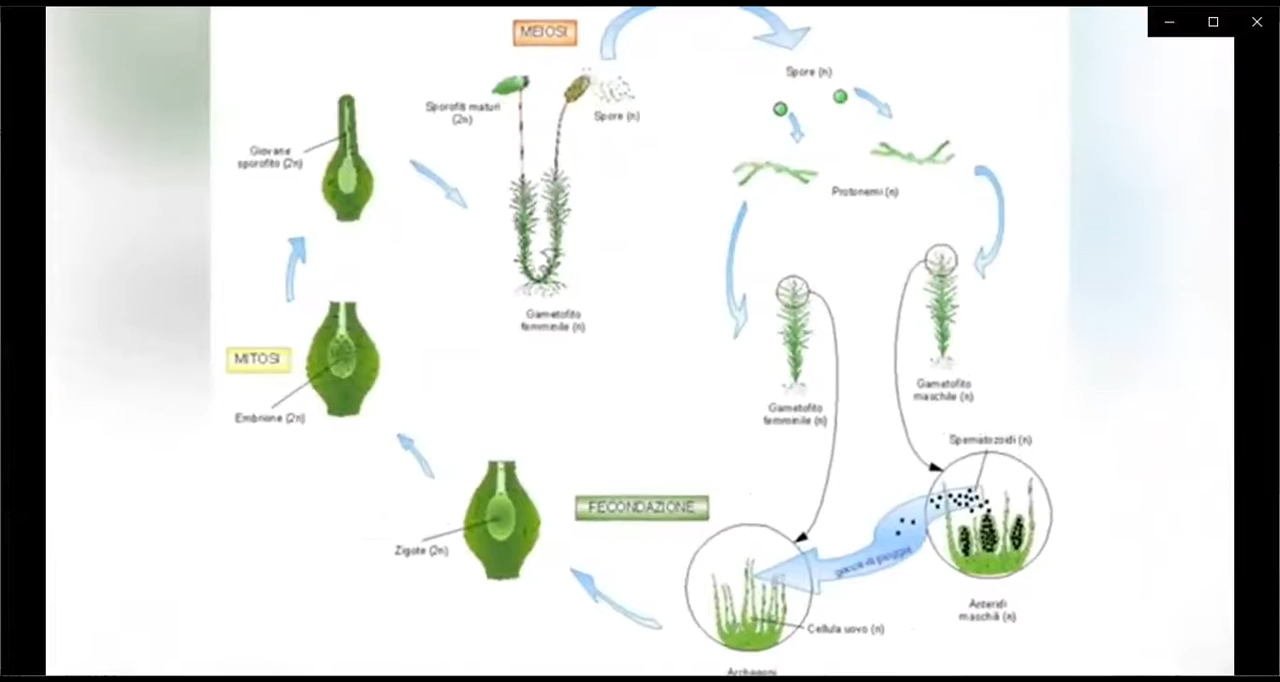 MEIOSI
Spore (n)
Sporofiti maturi
(2n)
Spore (n)
Giovane
sporofito (2n)
Protonemi (n)
Gametofito
femminile (n)
MITOSI
Gametofito
maschile (n)
Gametofito
femminile (n)
Embrione (2n)
Spermatozoidi (n)
FECONDAZIONE
Zigote (2n)
gocce di pioggia
Anteridi
maschili (n)
Cellula uovo (n)
Archegoni